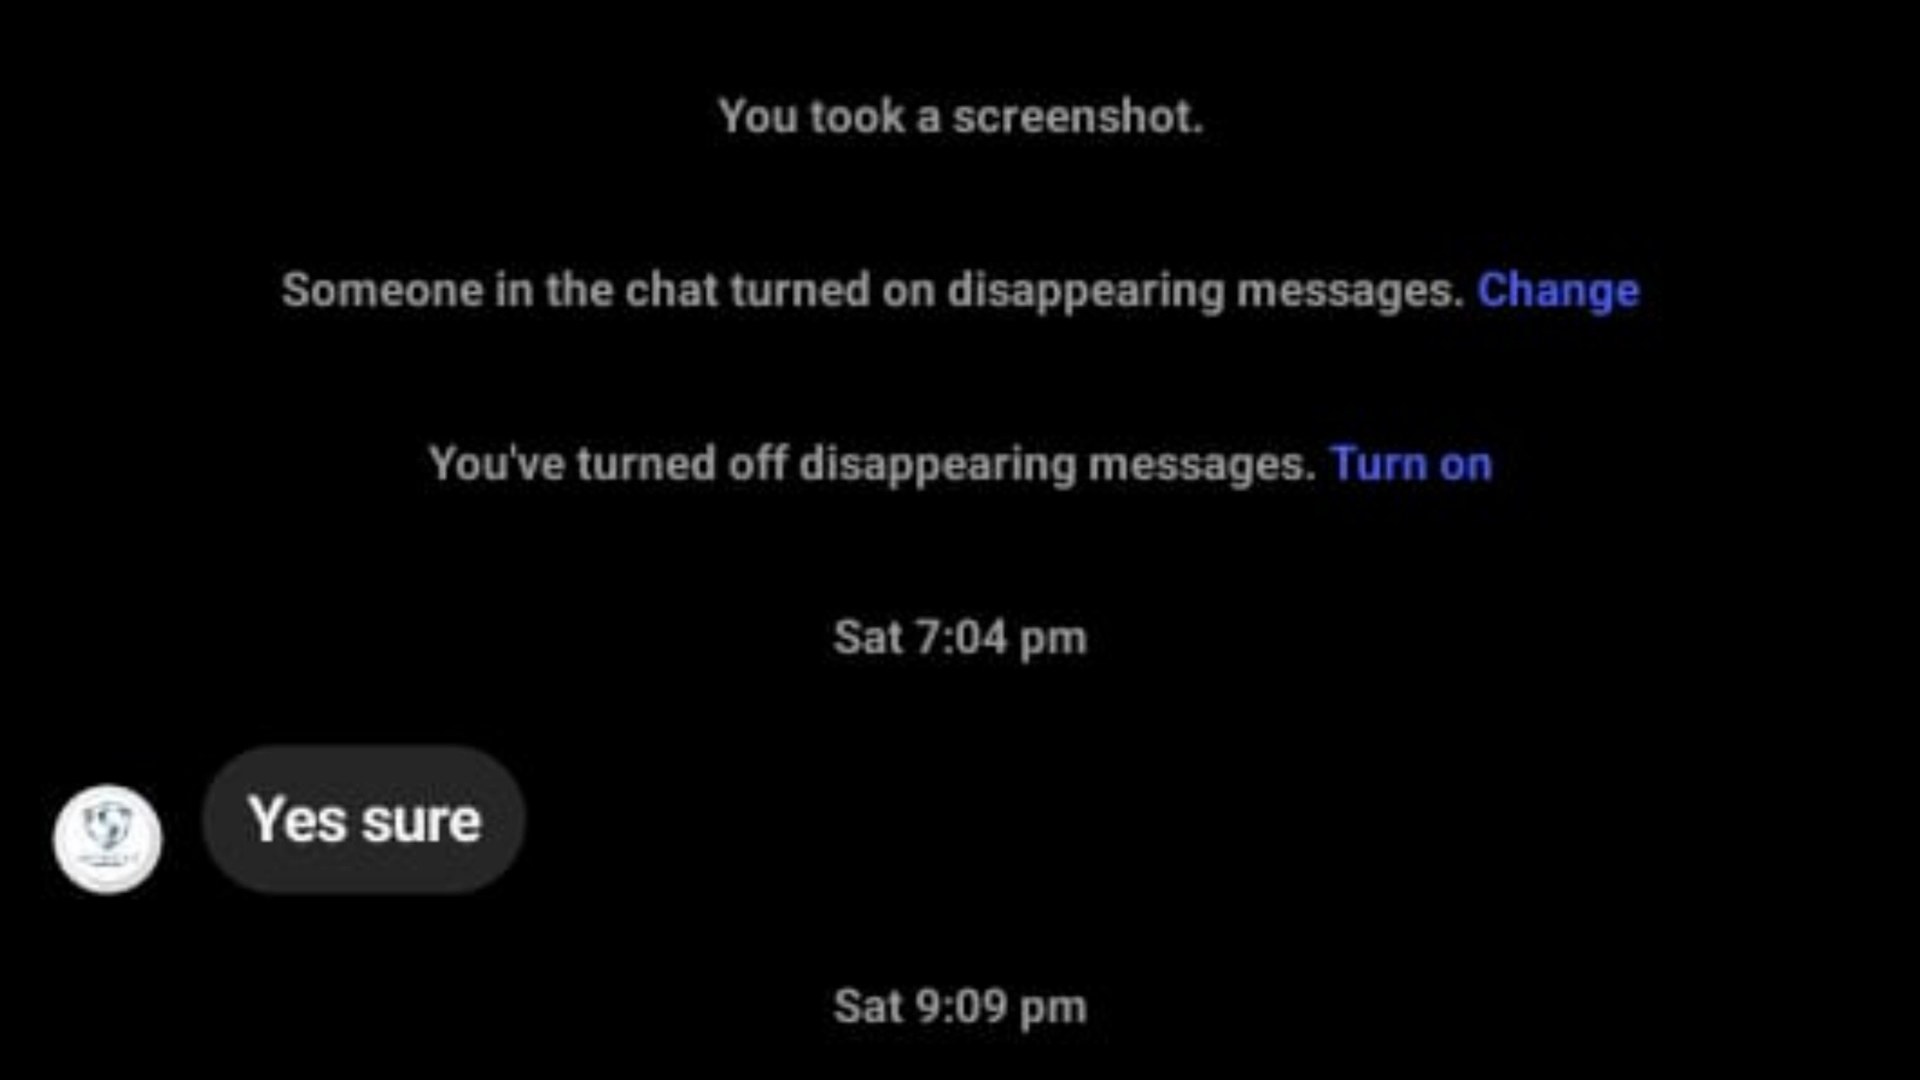 You took a screenshot.
Someone in the chat turned on disappearing messages. Change
You've turned off disappearing messages. Turn on
Sat 7:04 pm
Yes sure
Sat 9:09 pm